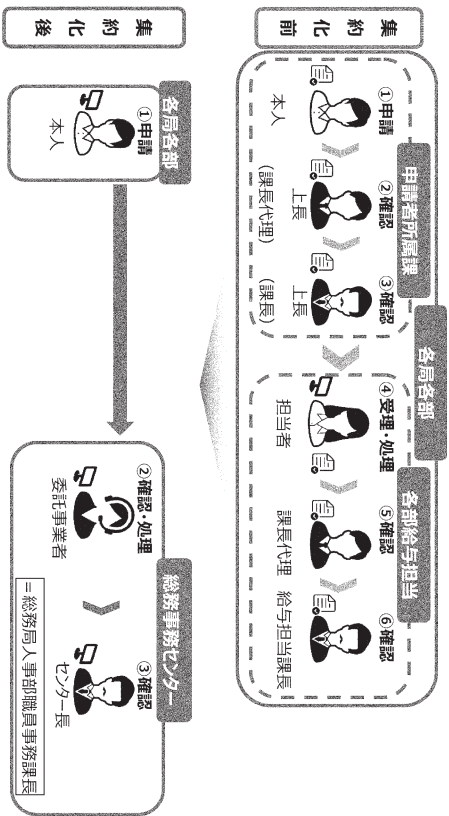 集約化前
各局各部
申請者所属課
①申請
本人
②確認
上長
(課長代理)
③確認
上長
(課長)
各部給与担当
④受理・処理
担当者
⑤確認
課長代理
⑥確認
給与担当課長
集約化後
各局各部
①申請
本人
総務事務センター
②確認・処理
委託事業者
③確認
センター長
＝総務局人事部職員事務課長